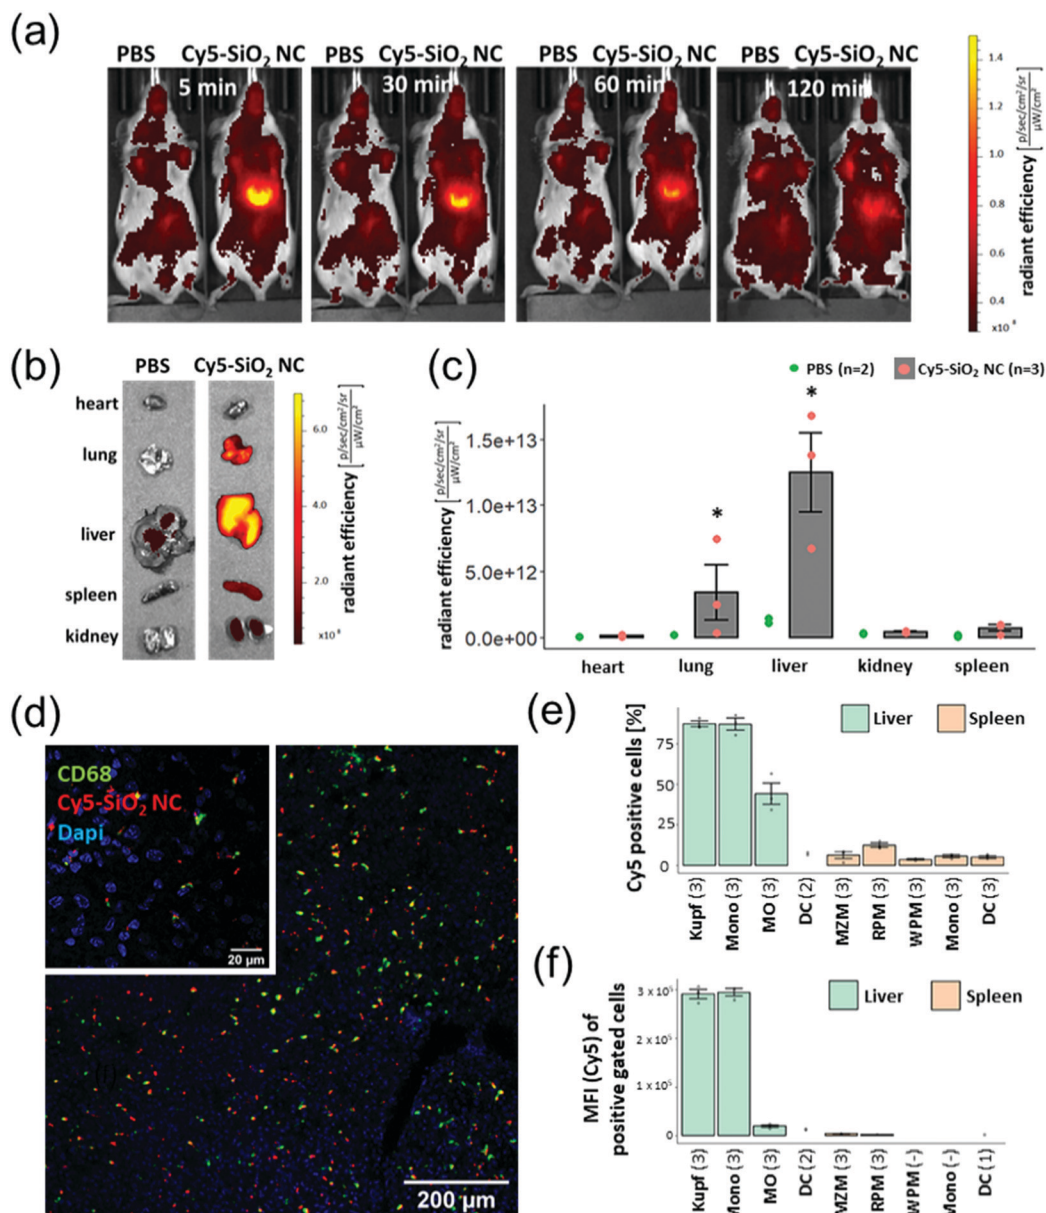 (a)
PBS Cy5-SiO₂ NC PBS Cy5-SiO₂ NC PBS Cy5-SiO₂ NC PBS Cy5-SiO₂ NC
5 min 30 min 60 min 120 min
1.4
1.2
1.0
0.8
0.6
0.4
x10⁸
radiant efficiency [p/sec/cm²/sr / µW/cm²]
(b)
PBS Cy5-SiO₂ NC
heart
lung
liver
spleen
kidney
6.0
4.0
2.0
x10⁸
radiant efficiency [p/sec/cm²/sr / µW/cm²]
(c)
PBS (n=2) Cy5-SiO₂ NC (n=3)
radiant efficiency [p/sec/cm²/sr / µW/cm²]
1.5e+13
1.0e+13
5.0e+12
0.0e+00
* *
heart lung liver kidney spleen
(d)
CD68
Cy5-SiO₂ NC
Dapi
20 µm
200 µm
(e)
Cy5 positive cells [%]
Liver Spleen
75
50
25
0
Kupf (3) Mono (3) MO (3) DC (2) MZM (3) RPM (3) WPM (3) Mono (3) DC (3)
(f)
MFI (Cy5) of
positive gated cells
Liver Spleen
3 x 10⁵
2 x 10⁵
1 x 10⁵
0
Kupf (3) Mono (3) MO (3) DC (2) MZM (3) RPM (3) WPM (-) Mono (-) DC (1)